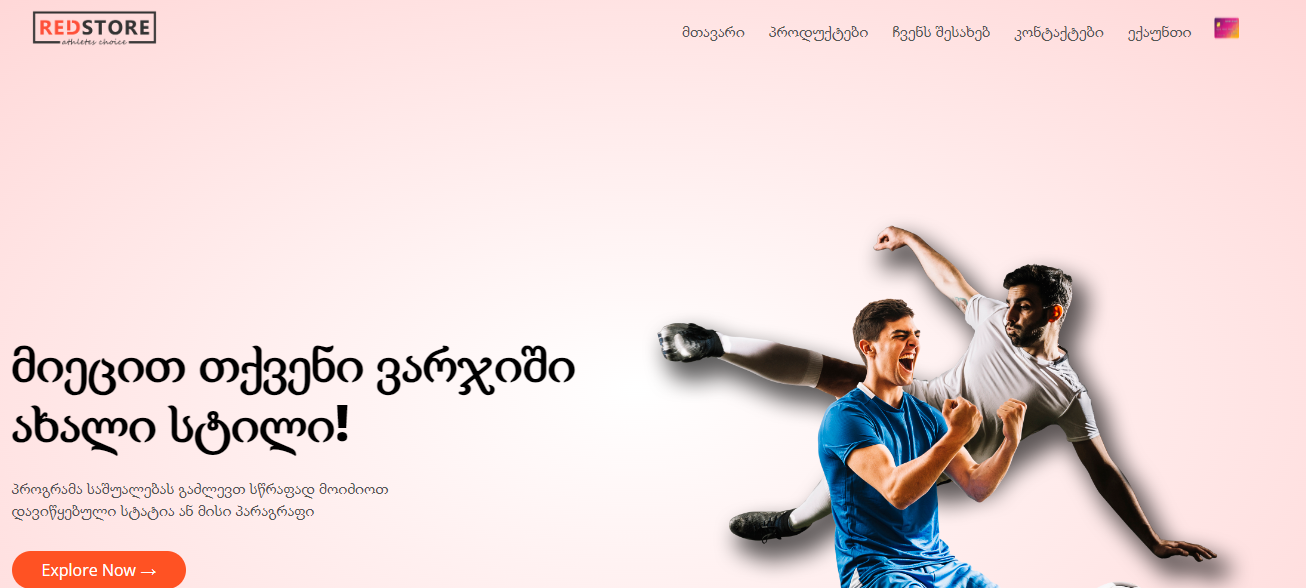 REDSTORE
athletes choice
მთავარი პროდუქტები ჩვენს შესახებ კონტაქტები ექაუნთი
მიეცით თქვენი ვარჯიში
ახალი სტილი!
პროგრამა საშუალებას გაძლევთ სწრაფად მოიძიოთ
დავიწყებული სტატია ან მისი პარაგრაფი
Explore Now →